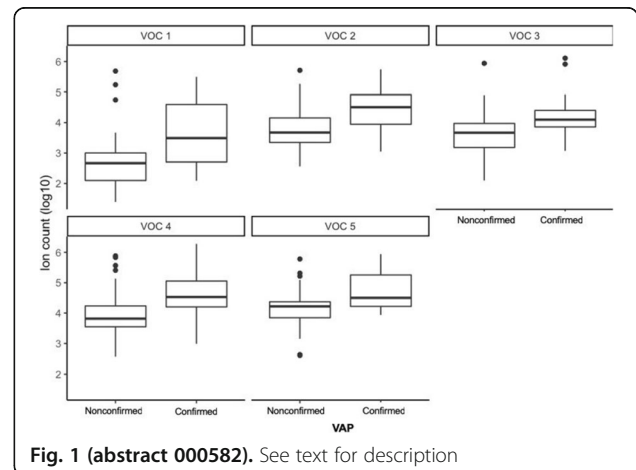 VOC 1 VOC 2 VOC 3
6
5
4
3
2
Nonconfirmed Confirmed
VOC 4 VOC 5
6
5
4
3
2
Nonconfirmed Confirmed Nonconfirmed Confirmed
Ion count (log10)
VAP
Fig. 1 (abstract 000582). See text for description